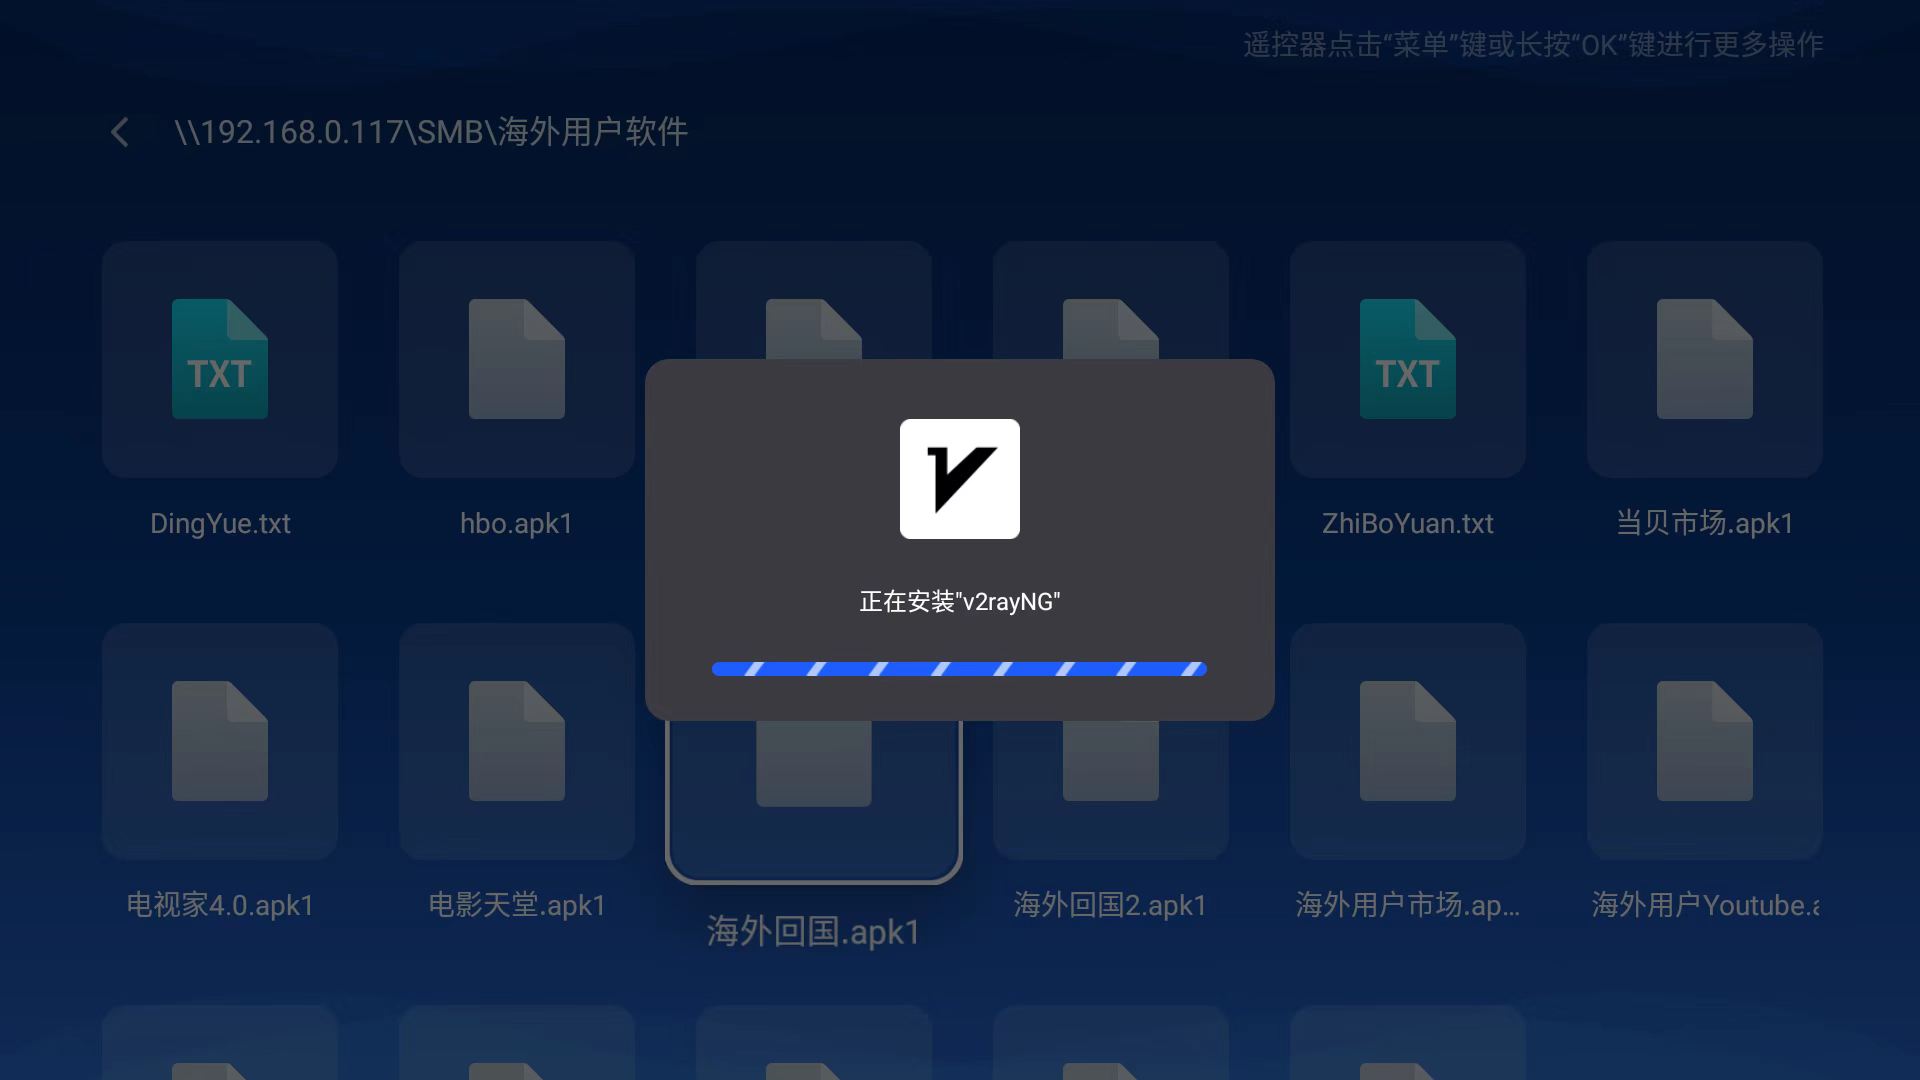 遥控器点击“菜单”键或长按“OK”键进行更多操作
\\192.168.0.117\SMB\海外用户软件
TXT
TXT
DingYue.txt
hbo.apk1
ZhiBoYuan.txt
当贝市场.apk1
正在安装"v2rayNG"
电视家4.0.apk1
电影天堂.apk1
海外回国.apk1
海外回国2.apk1
海外用户市场.ap...
海外用户Youtube.a